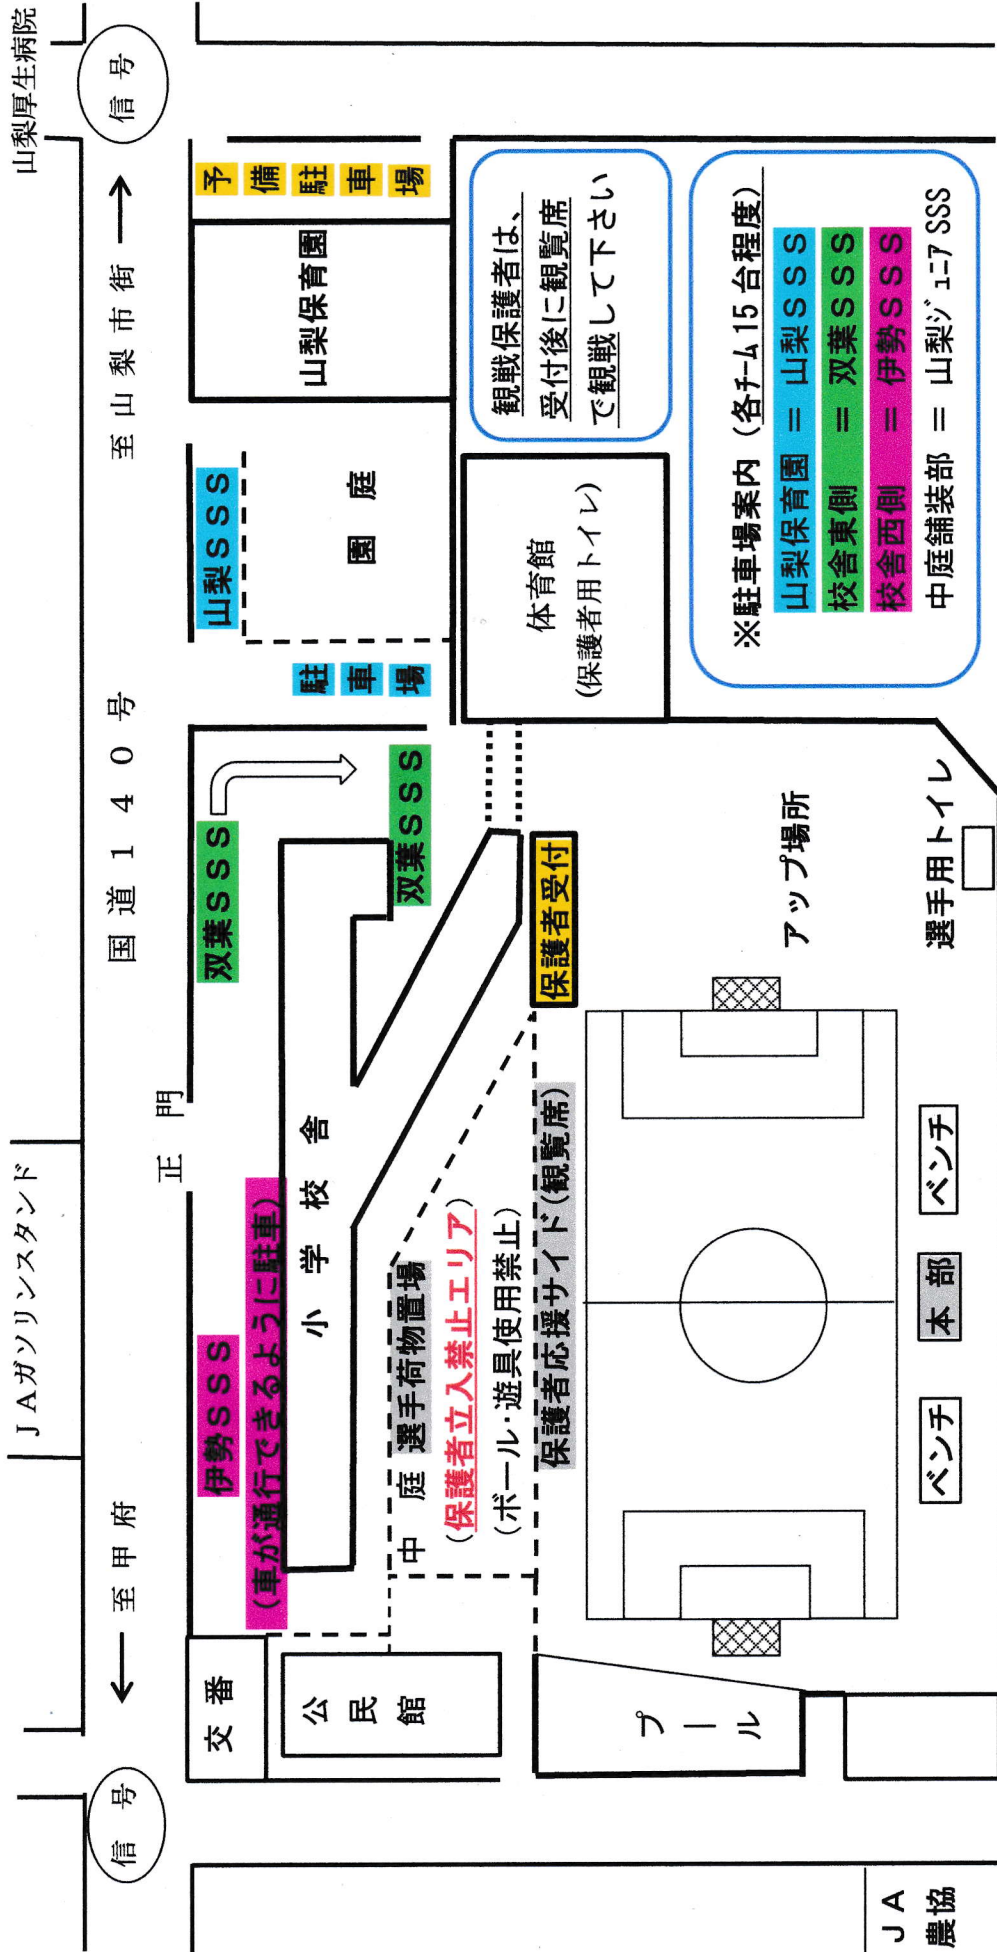 山梨厚生病院
JAガソリンスタンド
信 号
至 山 梨 市 街 →
国 道 1 4 0 号
← 至 甲 府
信 号
予備駐車場
山梨保育園
山梨ＳＳＳ
園 庭
駐車場
双葉ＳＳＳ
双葉ＳＳＳ
正 門
伊勢ＳＳＳ
(車が通行できるように駐車)
小 学 校 舎
交 番
公民館
中 庭 選手荷物置場
(保護者立入禁止エリア)
(ボール･遊具使用禁止)
保護者応援サイド(観覧席)
保護者受付
体育館
(保護者用トイレ)
観戦保護者は、
受付後に観覧席
で観戦して下さい
※駐車場案内（各ﾁｰﾑ 15 台程度）
山梨保育園 ＝ 山梨ＳＳＳ
校舎東側 ＝ 双葉ＳＳＳ
校舎西側 ＝ 伊勢ＳＳＳ
中庭舗装部 ＝ 山梨ｼﾞｭﾆｱ SSS
アップ場所
選手用トイレ
プール
ベンチ
本 部
ベンチ
ＪＡ
農協